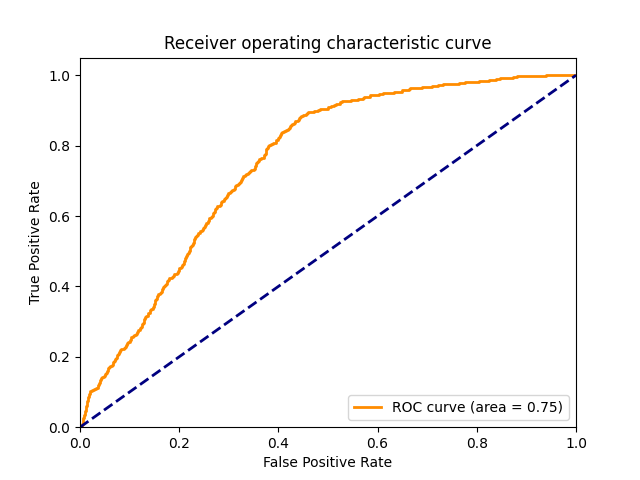 Receiver operating characteristic curve
True Positive Rate
1.0
0.8
0.6
0.4
0.2
0.0
ROC curve (area = 0.75)
0.0 0.2 0.4 0.6 0.8 1.0
False Positive Rate